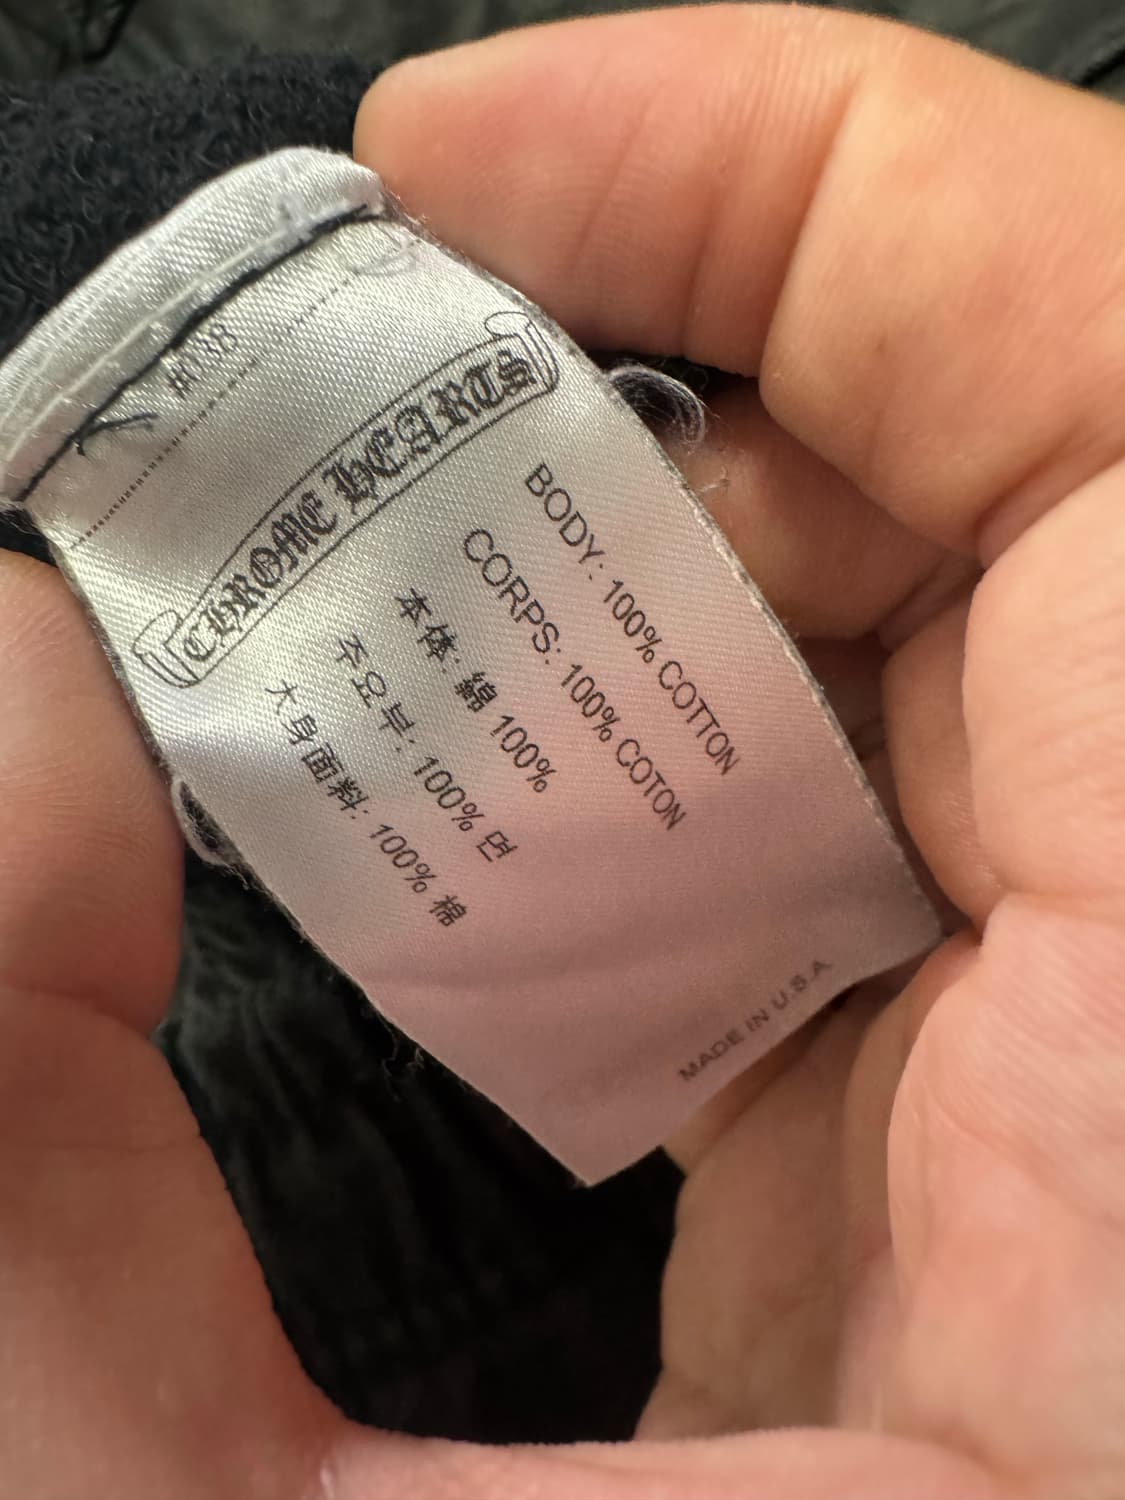 CHROME HEARTS
BODY: 100% COTTON
CORPS: 100% COTON
本体: 綿 100%
주요부: 100% 면
大身面料: 100% 棉
MADE IN U.S.A